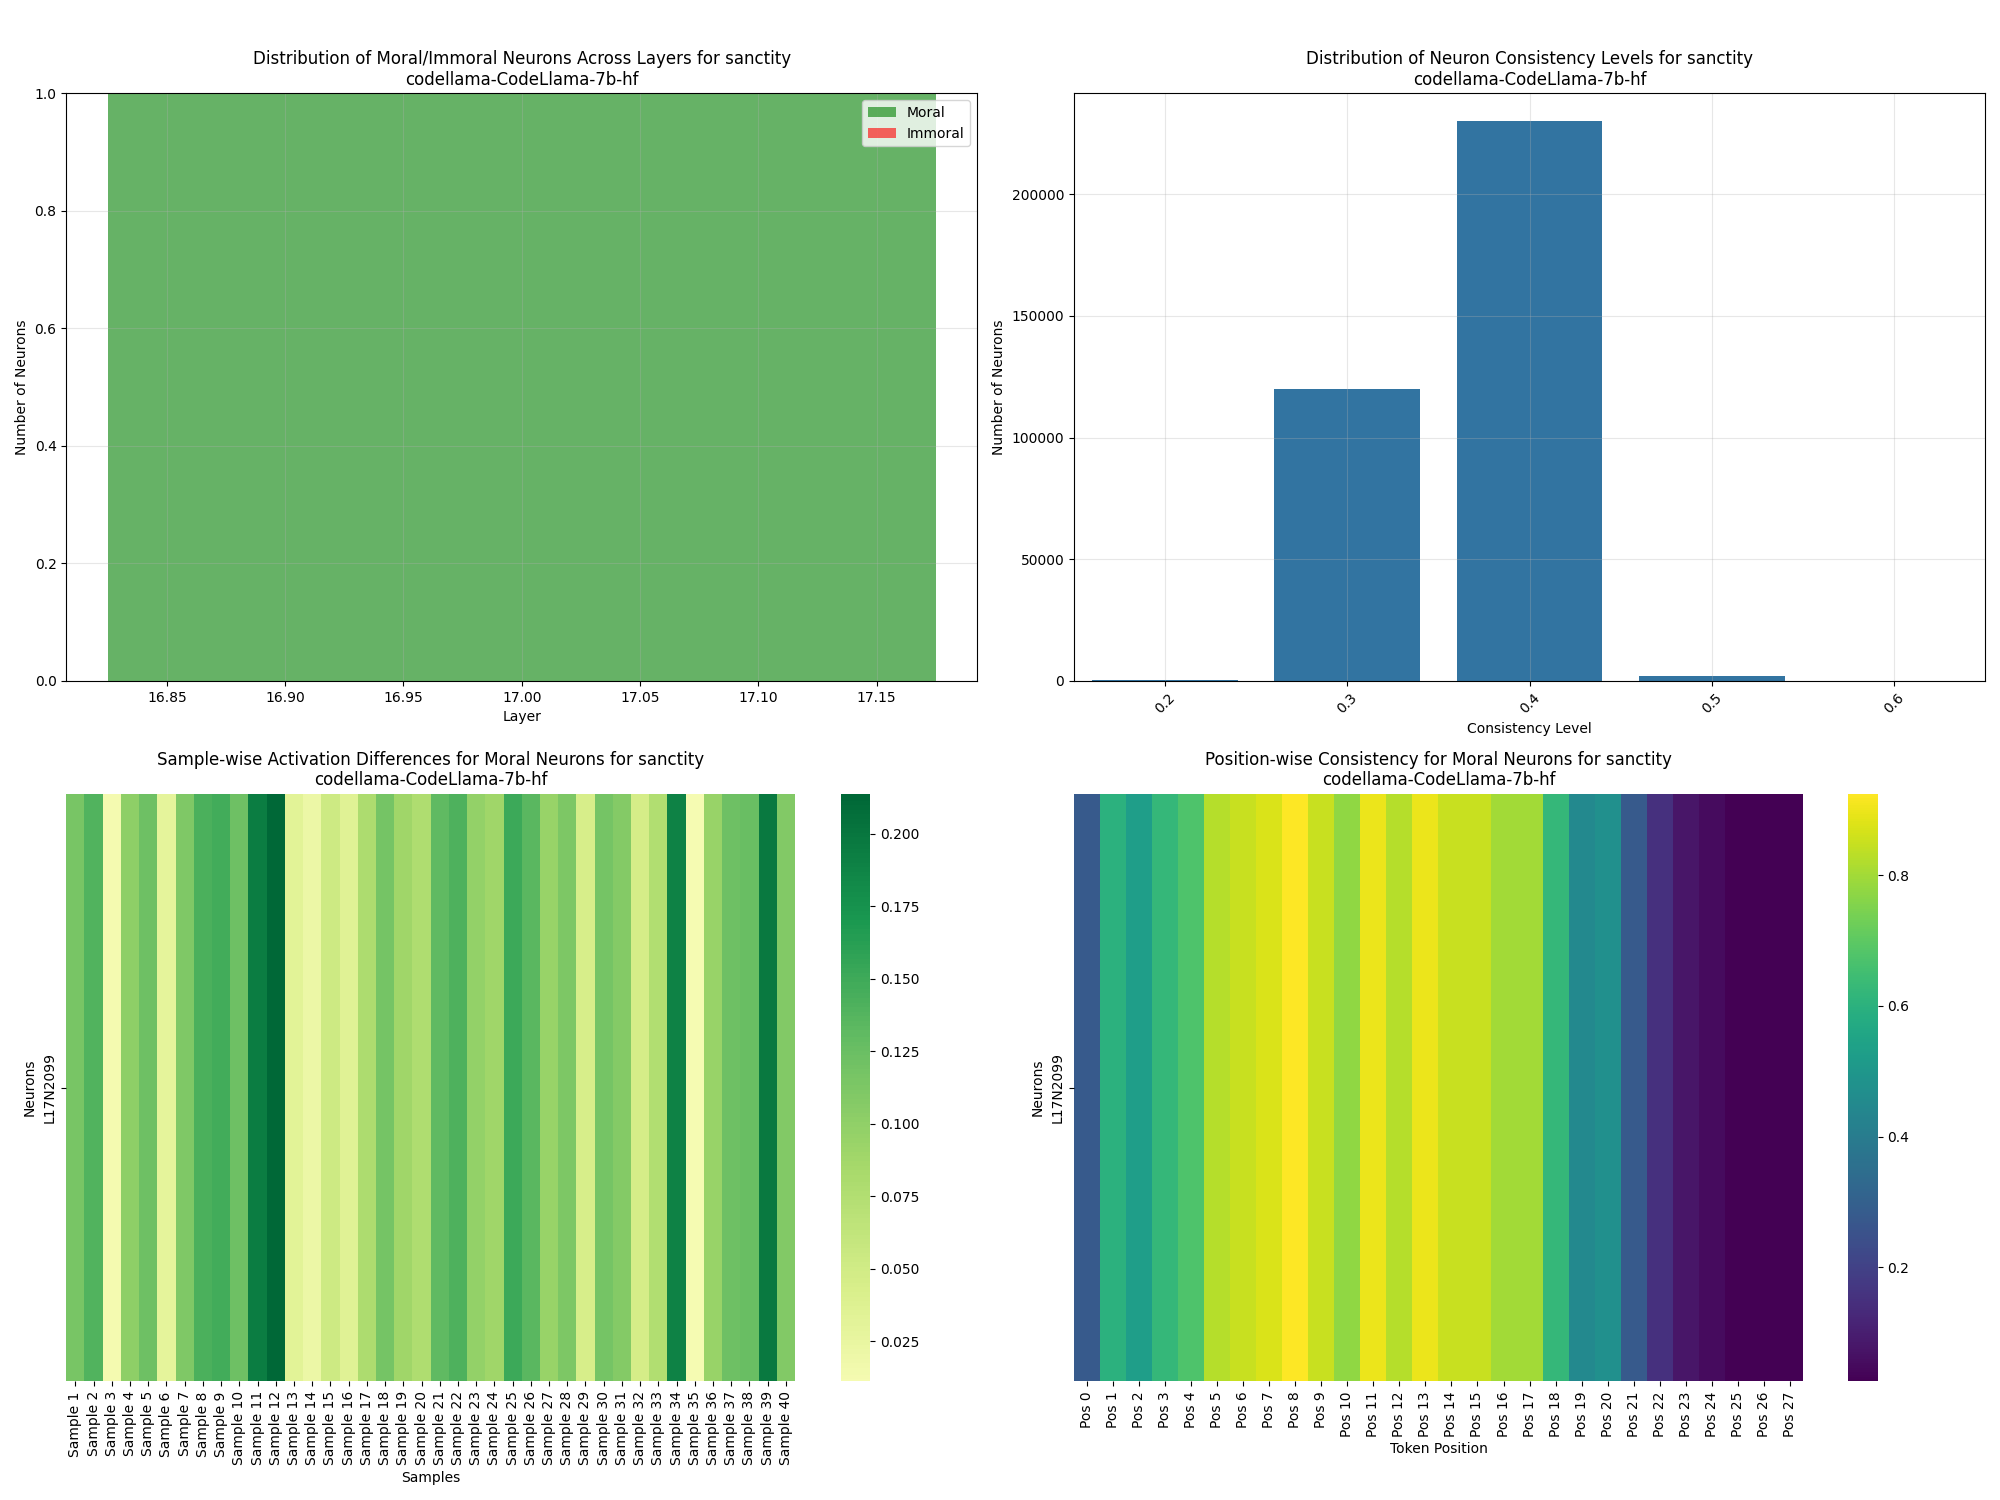 Distribution of Moral/Immoral Neurons Across Layers for sanctity
codellama-CodeLlama-7b-hf
Moral
Immoral
1.0
0.8
0.6
0.4
0.2
0.0
Number of Neurons
16.85 16.90 16.95 17.00 17.05 17.10 17.15
Layer
Distribution of Neuron Consistency Levels for sanctity
codellama-CodeLlama-7b-hf
200000
150000
100000
50000
0
Number of Neurons
0.2 0.3 0.4 0.5 0.6
Consistency Level
Sample-wise Activation Differences for Moral Neurons for sanctity
codellama-CodeLlama-7b-hf
Neurons
L17N2099
Sample 1
Sample 2
Sample 3
Sample 4
Sample 5
Sample 6
Sample 7
Sample 8
Sample 9
Sample 10
Sample 11
Sample 12
Sample 13
Sample 14
Sample 15
Sample 16
Sample 17
Sample 18
Sample 19
Sample 20
Sample 21
Sample 22
Sample 23
Sample 24
Sample 25
Sample 26
Sample 27
Sample 28
Sample 29
Sample 30
Sample 31
Sample 32
Sample 33
Sample 34
Sample 35
Sample 36
Sample 37
Sample 38
Sample 39
Sample 40
Samples
0.200
0.175
0.150
0.125
0.100
0.075
0.050
0.025
Position-wise Consistency for Moral Neurons for sanctity
codellama-CodeLlama-7b-hf
Neurons
L17N2099
Pos 0
Pos 1
Pos 2
Pos 3
Pos 4
Pos 5
Pos 6
Pos 7
Pos 8
Pos 9
Pos 10
Pos 11
Pos 12
Pos 13
Pos 14
Pos 15
Pos 16
Pos 17
Pos 18
Pos 19
Pos 20
Pos 21
Pos 22
Pos 23
Pos 24
Pos 25
Pos 26
Pos 27
Token Position
0.8
0.6
0.4
0.2